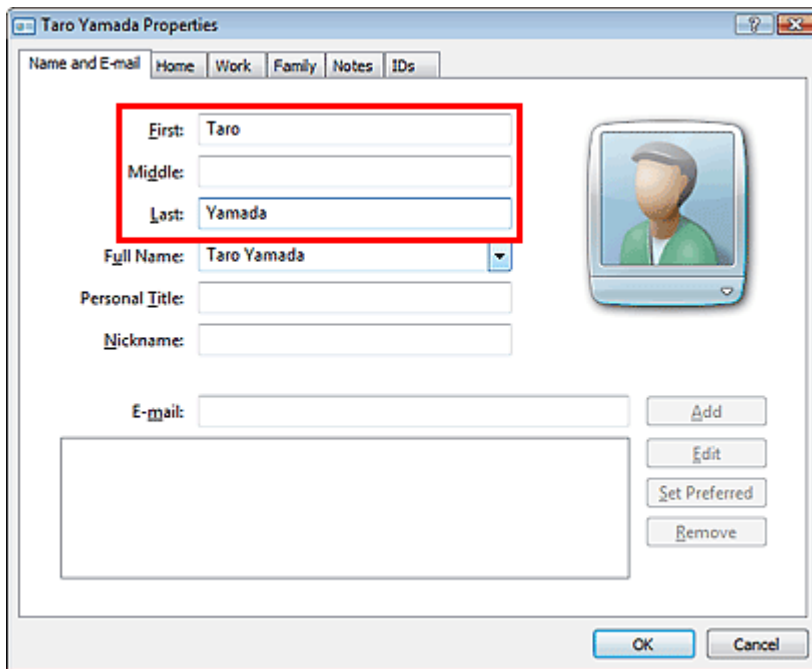 Taro Yamada Properties
Name and E-mail Home Work Family Notes IDs
First: Taro
Middle:
Last: Yamada
Full Name: Taro Yamada
Personal Title:
Nickname:
E-mail: Add
Edit
Set Preferred
Remove
OK Cancel